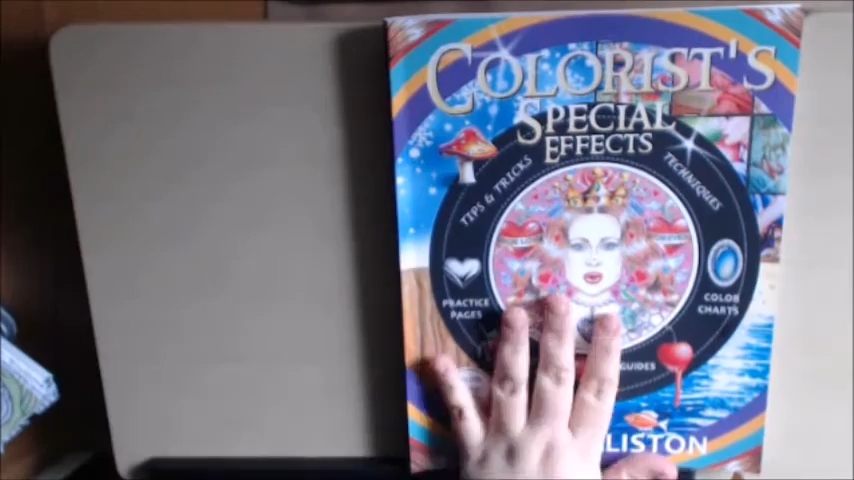 COLORIST'S
SPECIAL
EFFECTS
TIPS & TRICKS
TECHNIQUES
PRACTICE
PAGES
COLOR
CHARTS
GUIDES
LISTON